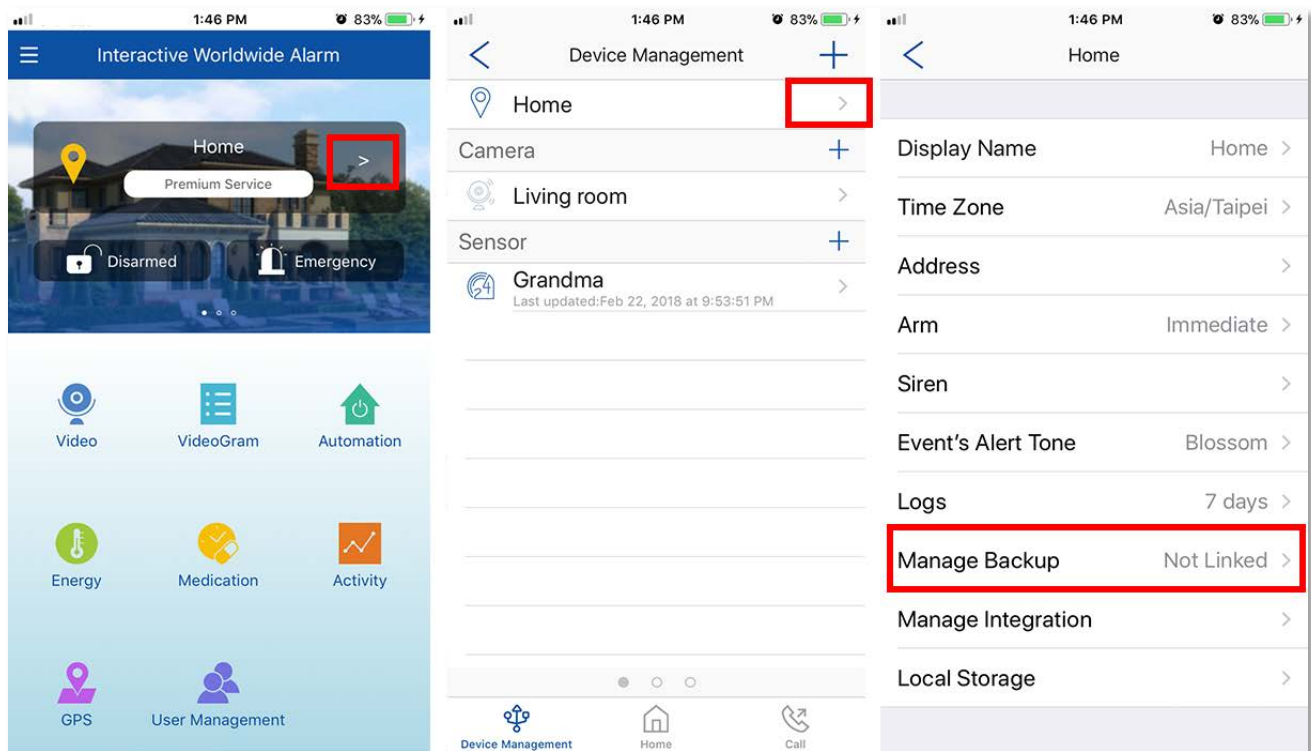 1:46 PM
83%
Interactive Worldwide Alarm
Home
>
Premium Service
Disarmed
Emergency
Video
VideoGram
Automation
Energy
Medication
Activity
GPS
User Management
1:46 PM
83%
Device Management
Home
Camera
Living room
Sensor
24
Grandma
Last updated:Feb 22, 2018 at 9:53:51 PM
Device Management
Home
Call
1:46 PM
83%
Home
Display Name Home
Time Zone Asia/Taipei
Address
Arm Immediate
Siren
Event's Alert Tone Blossom
Logs 7 days
Manage Backup Not Linked
Manage Integration
Local Storage